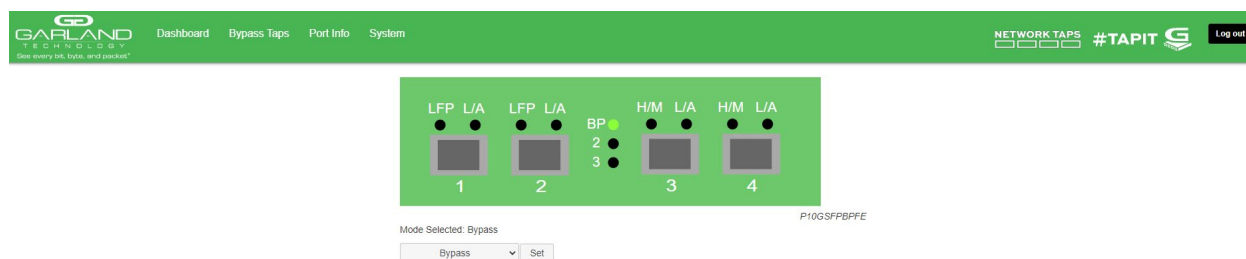 GARLAND
TECHNOLOGY
See every bit, byte, and packet®
Dashboard Bypass Taps Port Info System
NETWORK TAPS
#TAPIT
Log out
LFP L/A LFP L/A H/M L/A H/M L/A
BP
2
3
1 2 3 4
P10GSFPBPFE
Mode Selected: Bypass
Bypass Set